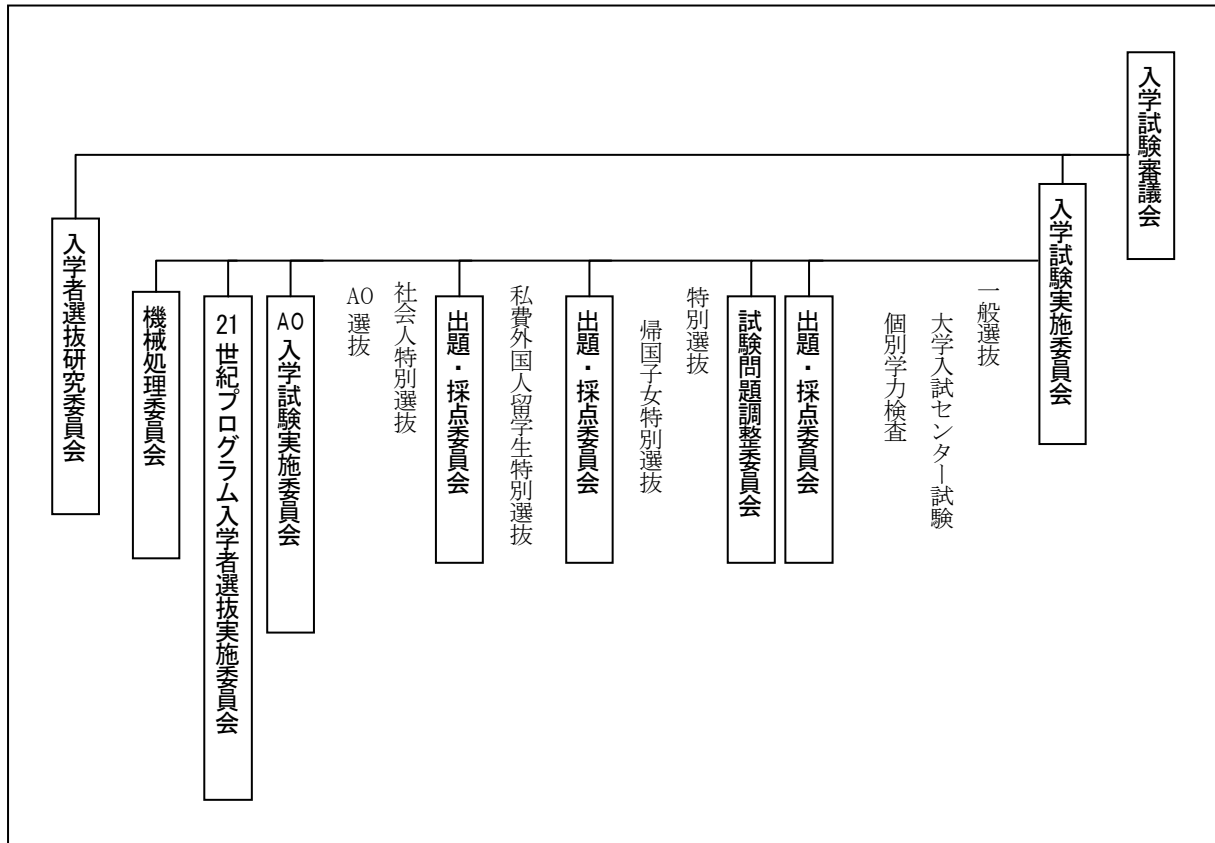 入学試験審議会
入学試験実施委員会
一般選抜
大学入試センター試験
個別学力検査
出題・採点委員会
試験問題調整委員会
特別選抜
帰国子女特別選抜
出題・採点委員会
私費外国人留学生特別選抜
出題・採点委員会
社会人特別選抜
AO選抜
AO入学試験実施委員会
21世紀プログラム入学者選抜実施委員会
機械処理委員会
入学者選抜研究委員会